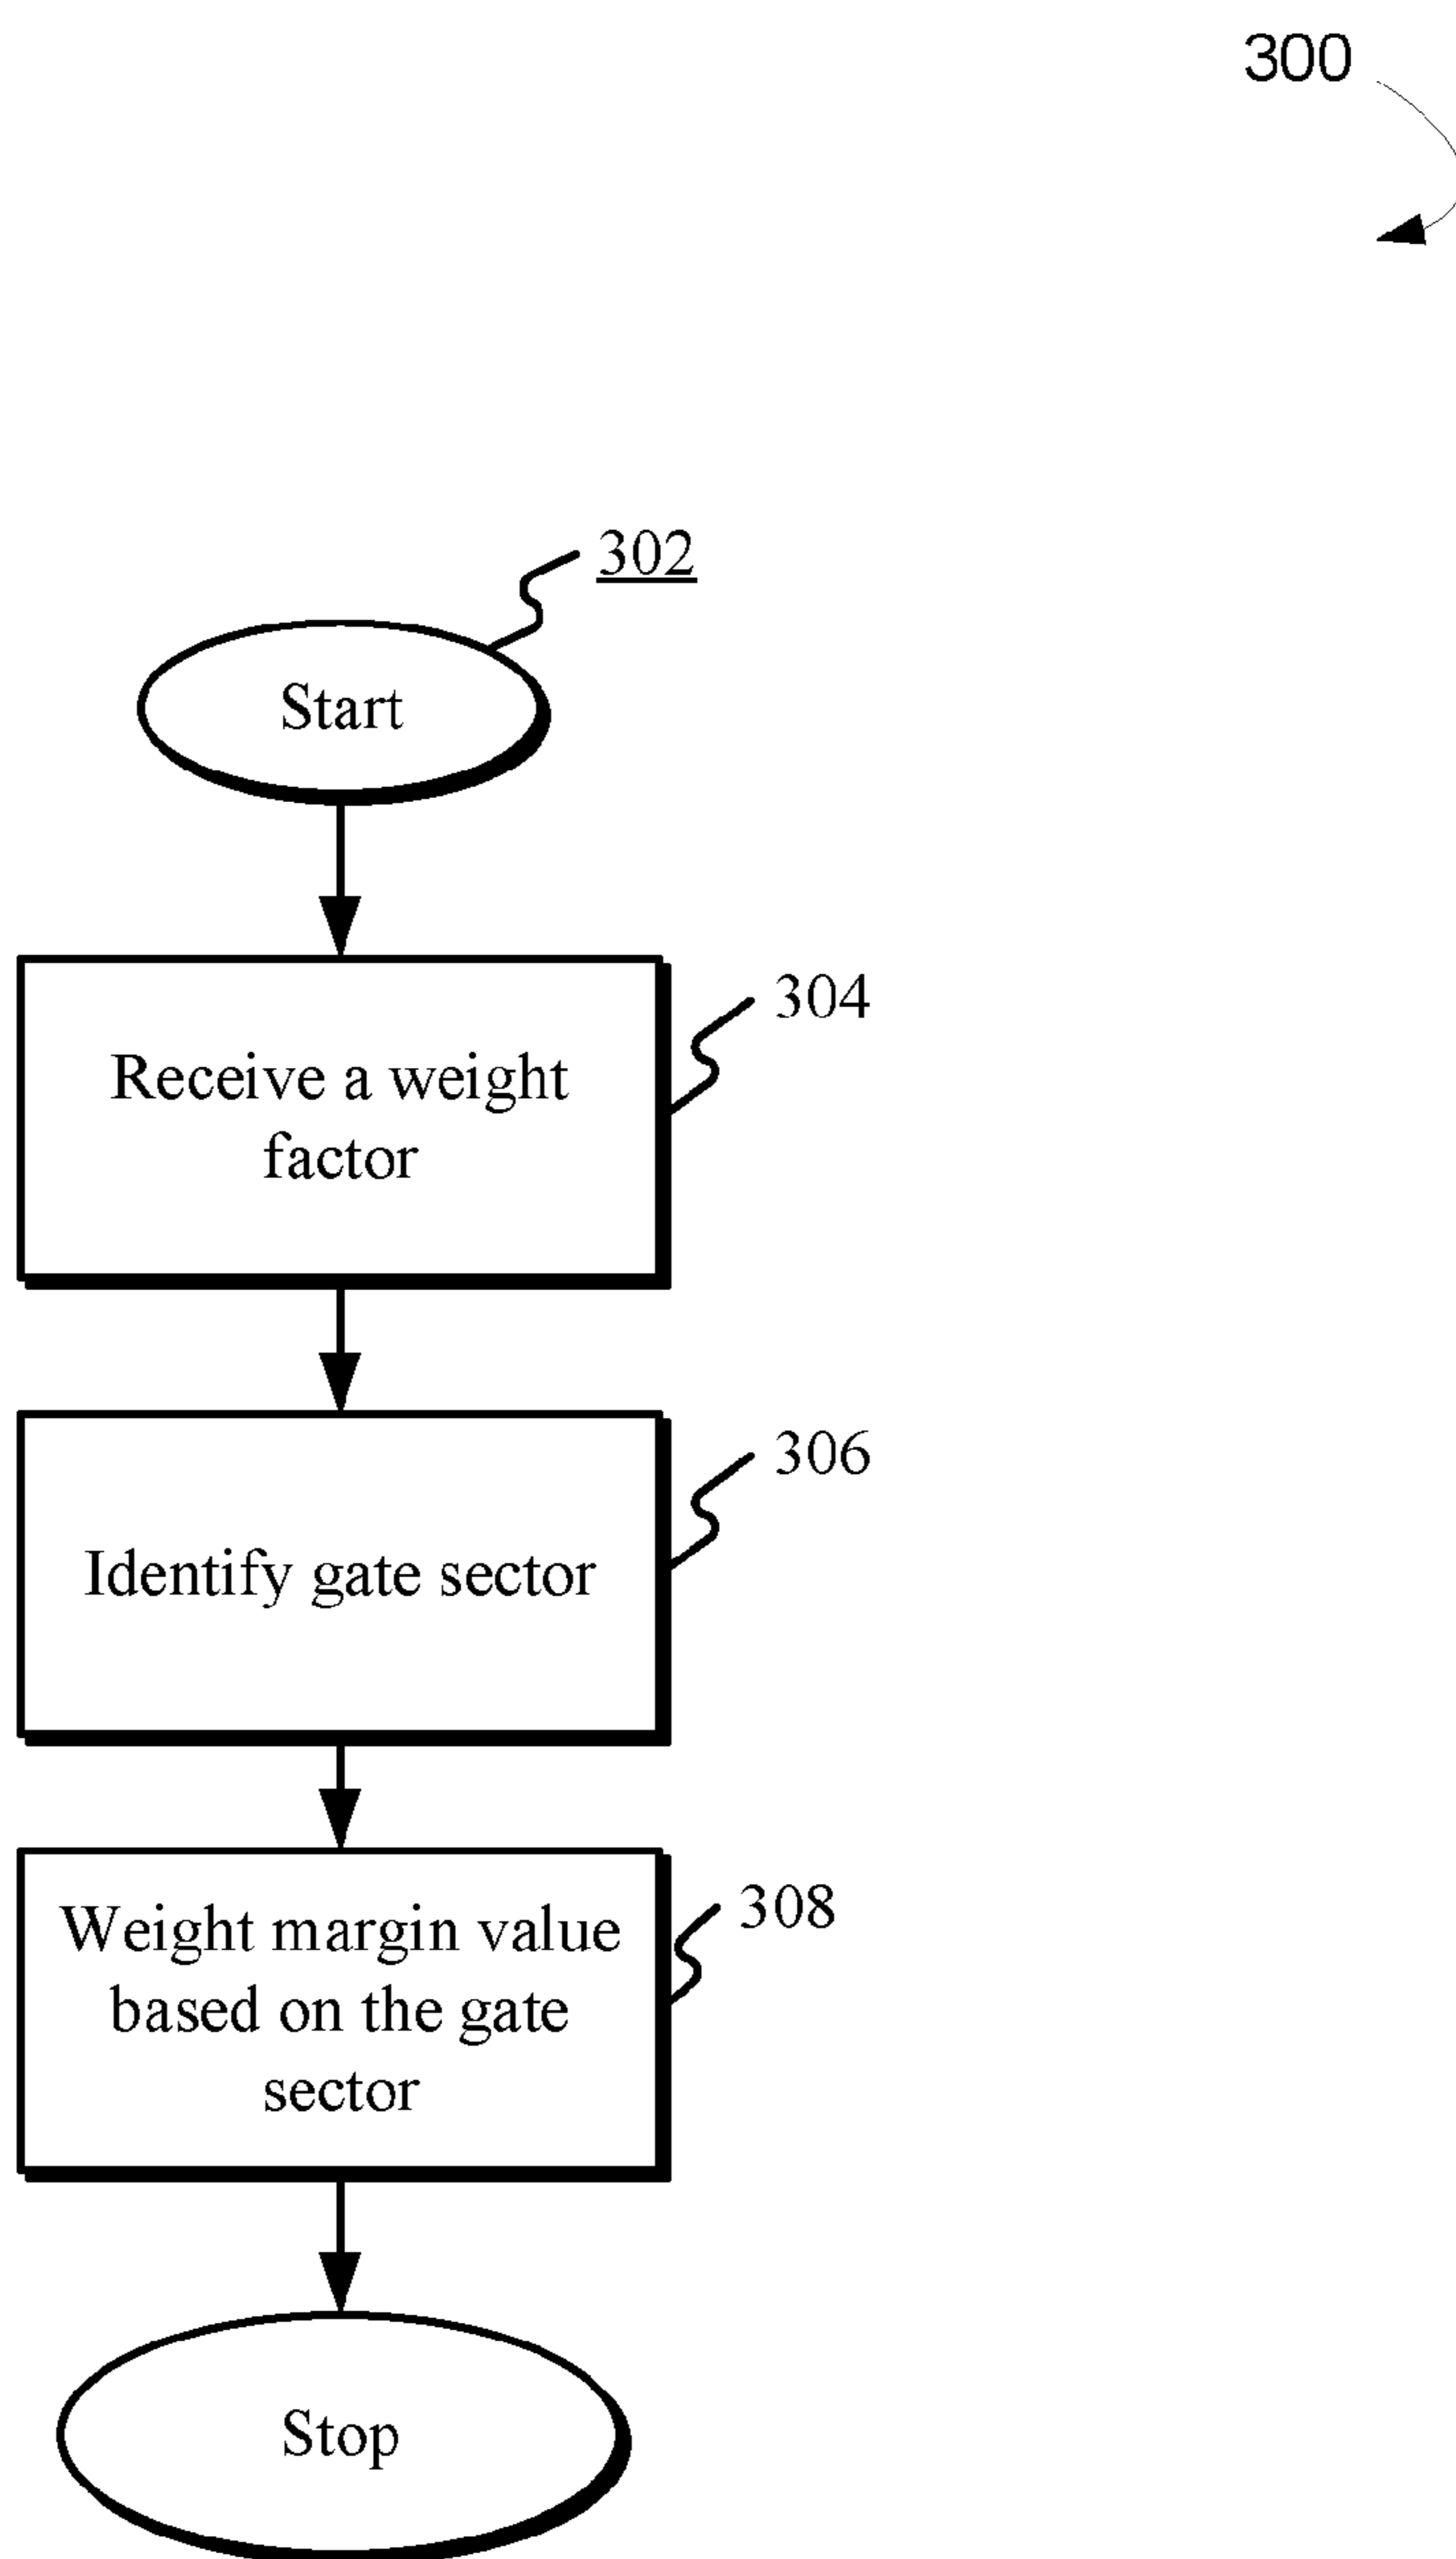 300
302
Start
304
Receive a weight
factor
306
Identify gate sector
308
Weight margin value
based on the gate
sector
Stop